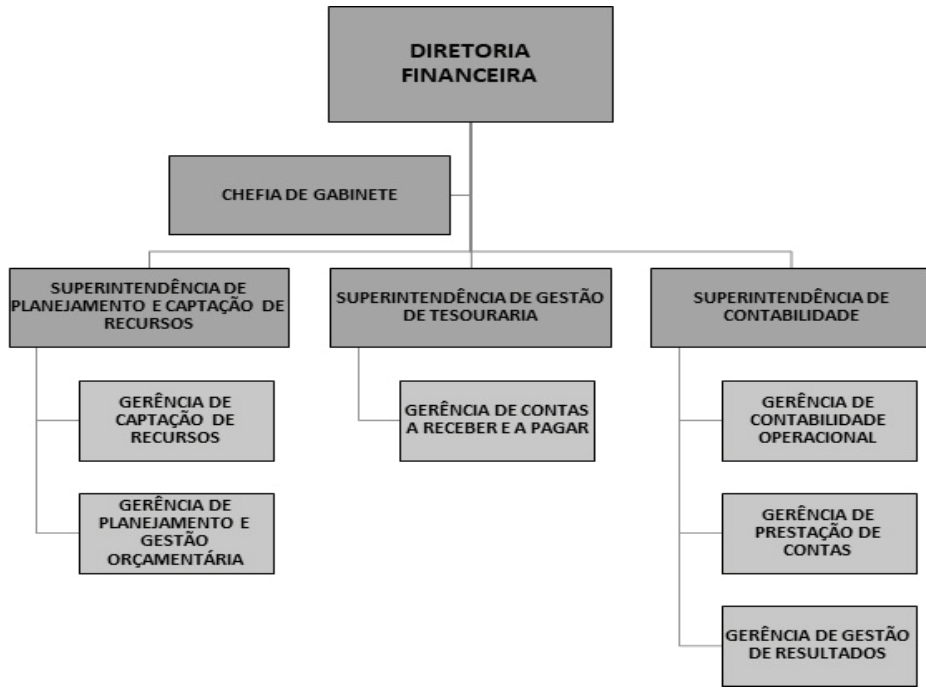 DIRETORIA
FINANCEIRA
CHEFIA DE GABINETE
SUPERINTENDÊNCIA DE
PLANEJAMENTO E CAPTAÇÃO DE
RECURSOS
GERÊNCIA DE
CAPTAÇÃO DE
RECURSOS
GERÊNCIA DE
PLANEJAMENTO E
GESTÃO
ORÇAMENTÁRIA
SUPERINTENDÊNCIA DE GESTÃO
DE TESOURARIA
GERÊNCIA DE CONTAS
A RECEBER E A PAGAR
SUPERINTENDÊNCIA DE
CONTABILIDADE
GERÊNCIA DE
CONTABILIDADE
OPERACIONAL
GERÊNCIA DE
PRESTAÇÃO DE
CONTAS
GERÊNCIA DE GESTÃO
DE RESULTADOS